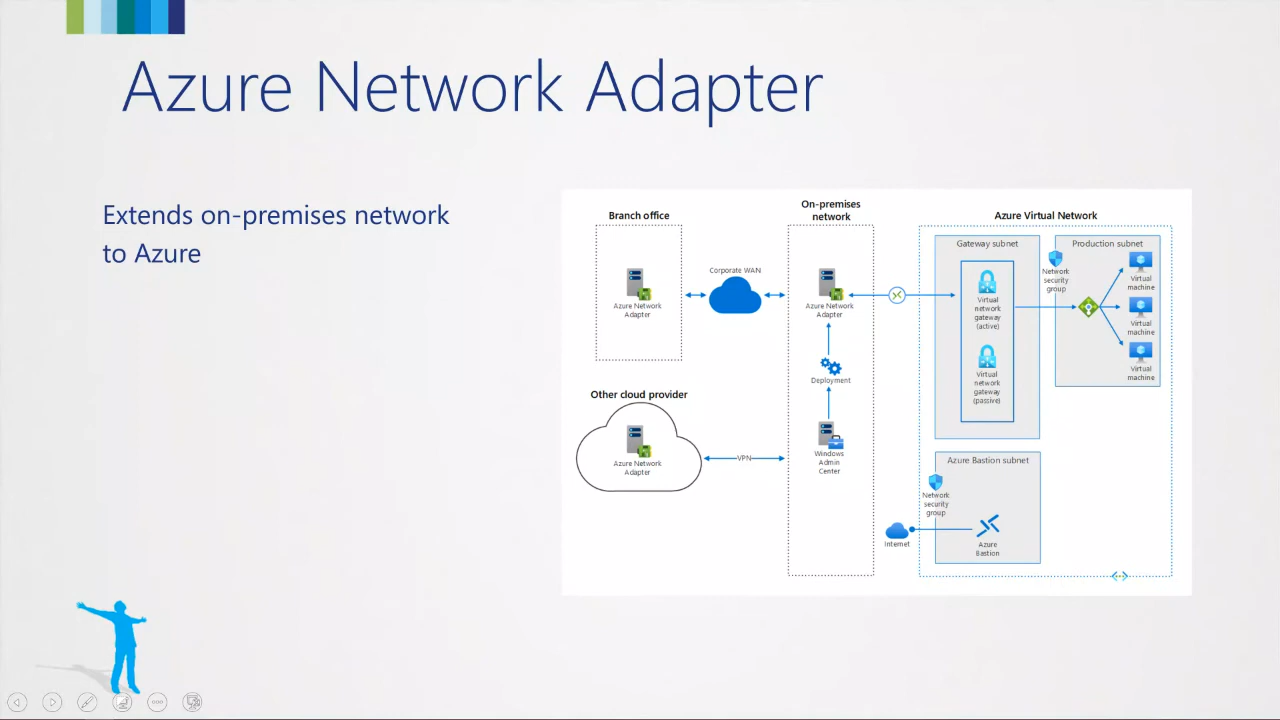 Azure Network Adapter
Extends on-premises network
to Azure
Branch office
Azure Network
Adapter
Corporate WAN
Other cloud provider
Azure Network
Adapter
VPN
On-premises
network
Azure Network
Adapter
Deployment
Windows
Admin
Center
Azure Virtual Network
Gateway subnet
Virtual
network
gateway
(active)
Virtual
network
gateway
(passive)
Network
security
group
Production subnet
Virtual
machine
Virtual
machine
Virtual
machine
Azure Bastion subnet
Network
security
group
Internet
Azure
Bastion